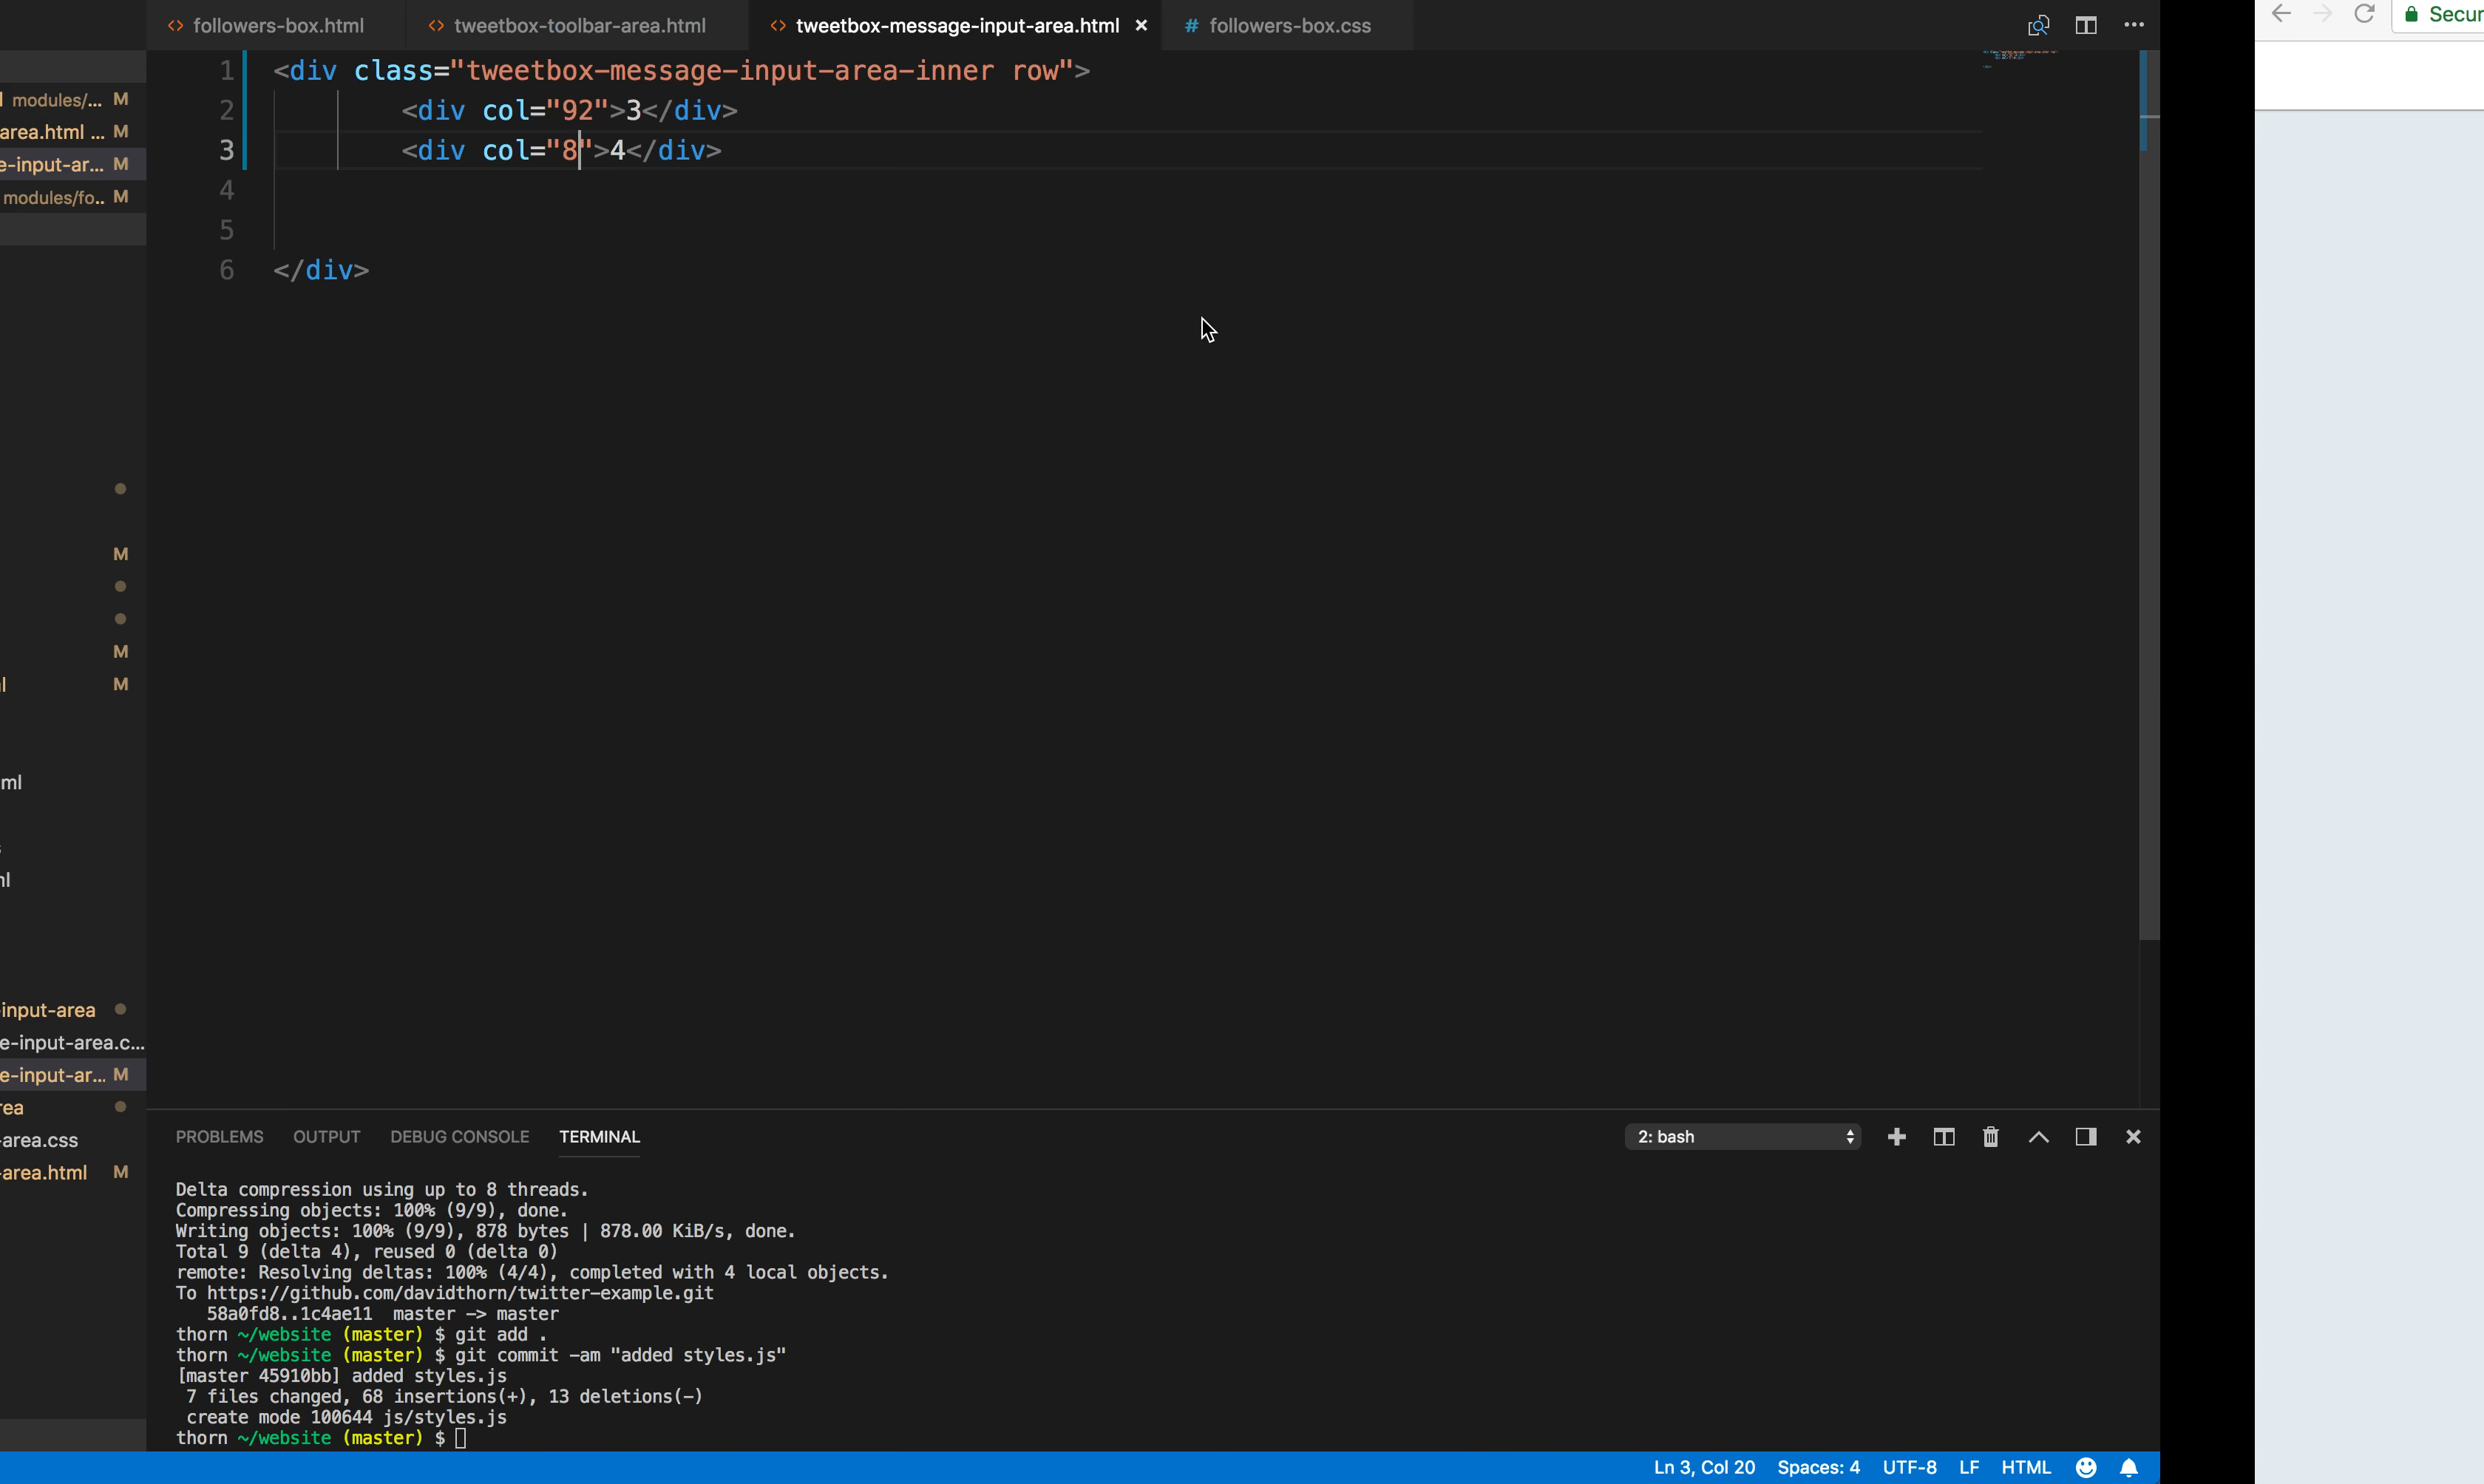 followers-box.html
tweetbox-toolbar-area.html
tweetbox-message-input-area.html
# followers-box.css
Secur
modules/... M
area.html ... M
e-input-ar... M
modules/fo.. M
M
M
M
ml
input-area
e-input-area.c...
e-input-ar... M
rea
-area.css
-area.html M
1 <div class="tweetbox-message-input-area-inner row">
2 <div col="92">3</div>
3 <div col="8">4</div>
4
5
6 </div>
PROBLEMS OUTPUT DEBUG CONSOLE TERMINAL
2: bash
Delta compression using up to 8 threads.
Compressing objects: 100% (9/9), done.
Writing objects: 100% (9/9), 878 bytes | 878.00 KiB/s, done.
Total 9 (delta 4), reused 0 (delta 0)
remote: Resolving deltas: 100% (4/4), completed with 4 local objects.
To https://github.com/davidthorn/twitter-example.git
58a0fd8..1c4ae11 master -> master
thorn ~/website (master) $ git add .
thorn ~/website (master) $ git commit -am "added styles.js"
[master 45910bb] added styles.js
7 files changed, 68 insertions(+), 13 deletions(-)
create mode 100644 js/styles.js
thorn ~/website (master) $
Ln 3, Col 20 Spaces: 4 UTF-8 LF HTML